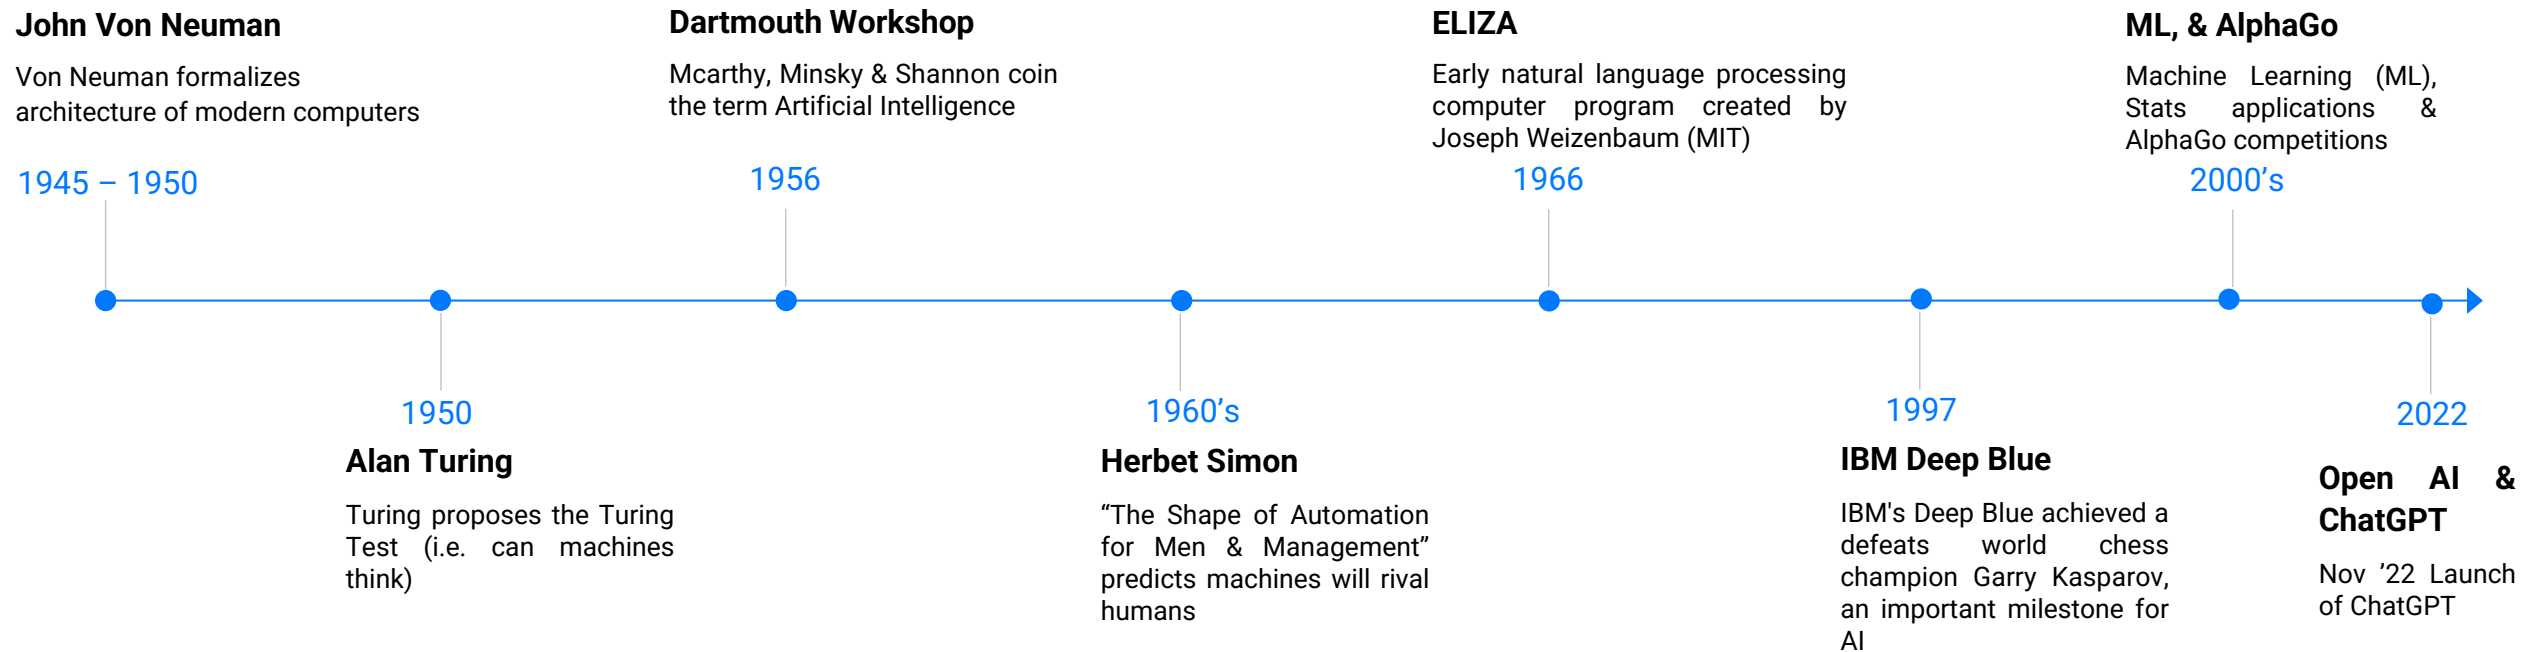 John Von Neuman
Von Neuman formalizes
architecture of modern computers
1945 – 1950
Dartmouth Workshop
Mcarthy, Minsky & Shannon coin
the term Artificial Intelligence
1956
ELIZA
Early natural language processing
computer program created by
Joseph Weizenbaum (MIT)
1966
ML, & AlphaGo
Machine Learning (ML),
Stats applications &
AlphaGo competitions
2000’s
1950
Alan Turing
Turing proposes the Turing
Test (i.e. can machines
think)
1960’s
Herbet Simon
“The Shape of Automation
for Men & Management”
predicts machines will rival
humans
1997
IBM Deep Blue
IBM's Deep Blue achieved a
defeats world chess
champion Garry Kasparov,
an important milestone for
AI
2022
Open AI &
ChatGPT
Nov ’22 Launch
of ChatGPT